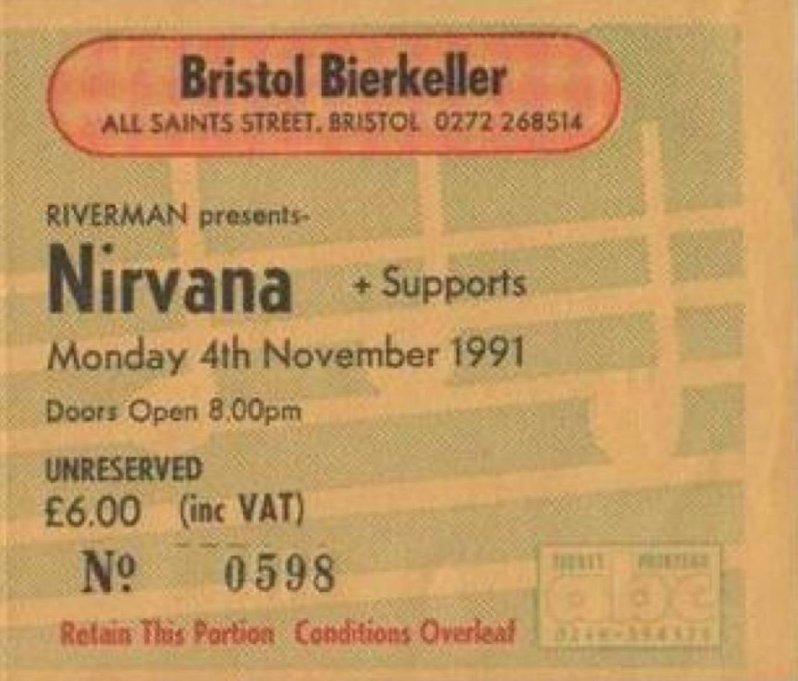 Bristol Bierkeller
ALL SAINTS STREET. BRISTOL 0272 268514
RIVERMAN presents-
Nirvana + Supports
Monday 4th November 1991
Doors Open 8.00pm
UNRESERVED
£6.00 (inc VAT)
Nº 0598
TICKET PRINTERS
abc
Retain This Portion Conditions Overleaf